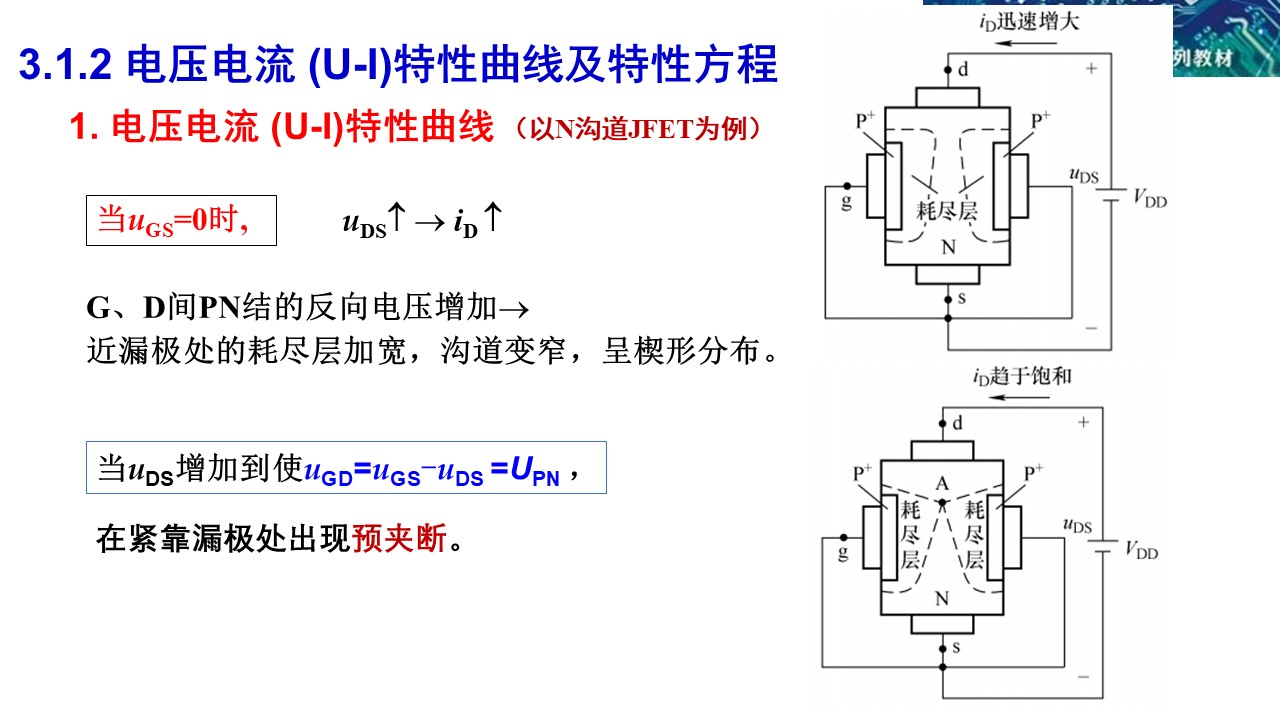 3.1.2 电压电流 (U-I)特性曲线及特性方程
1. 电压电流 (U-I)特性曲线（以N沟道JFET为例）
当uGS=0时,
uDS↑ → iD↑
G、D间PN结的反向电压增加→
近漏极处的耗尽层加宽，沟道变窄，呈楔形分布。
当uDS增加到使uGD=uGS−uDS =UPN ，
在紧靠漏极处出现预夹断。
列教材
iD迅速增大
d
+
P+
P+
uDS
VDD
g
耗尽层
N
s
−
iD趋于饱和
d
+
P+
A
P+
耗尽层
耗尽层
uDS
VDD
g
N
s
−